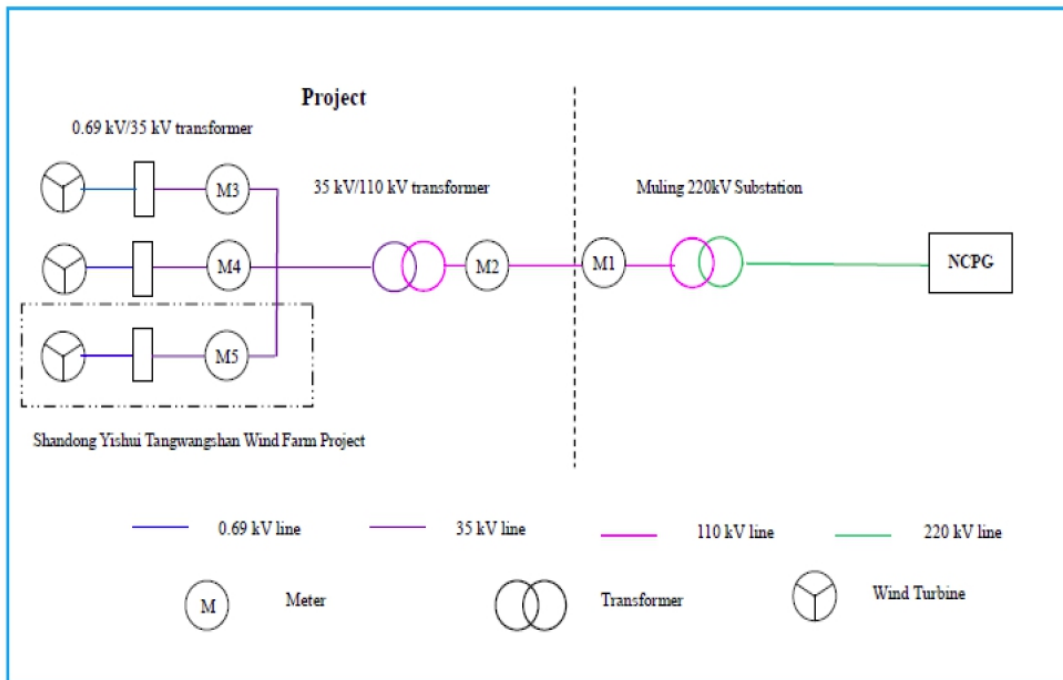 Project
0.69 kV/35 kV transformer
M3
35 kV/110 kV transformer
Muling 220kV Substation
M4
M2
M1
NCPG
M5
Shandong Yishui Tangwangshan Wind Farm Project
0.69 kV line
35 kV line
110 kV line
220 kV line
M
Meter
Transformer
Wind Turbine